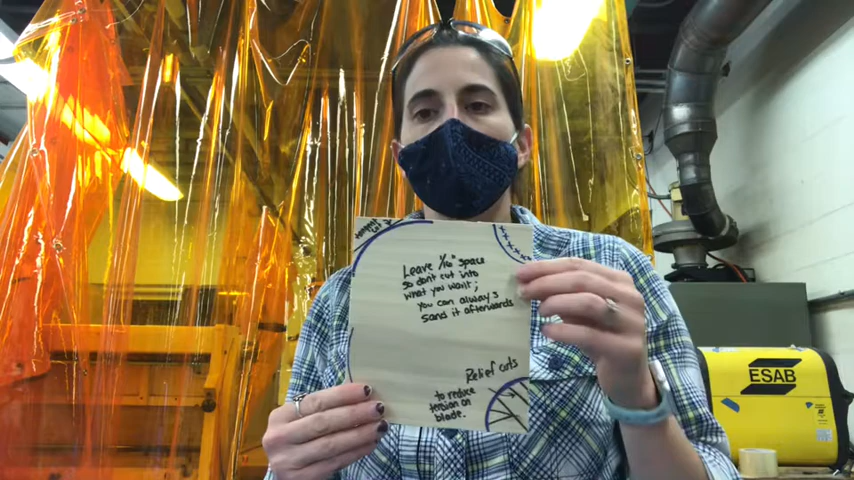 Leave 1/16" space
so don't cut into
what you want;
you can always
sand it afterwards
Relief cuts
to reduce
tension on
blade.
ESAB